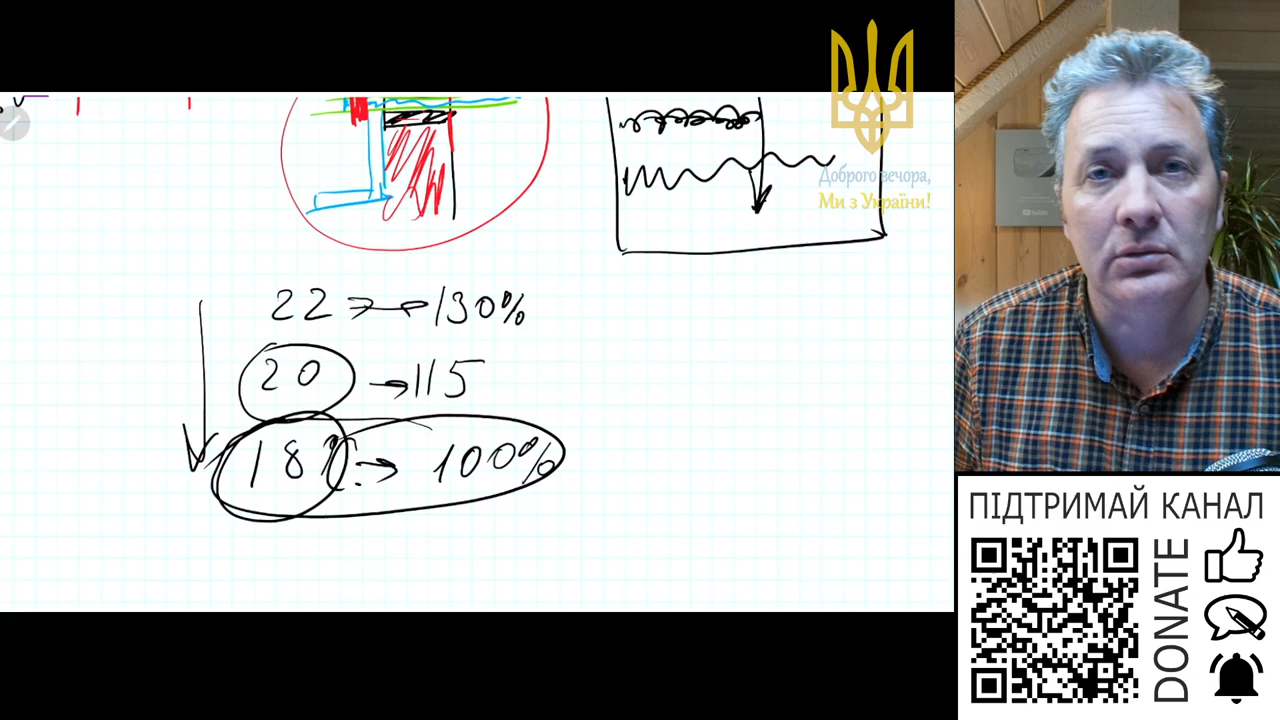 Доброго вечора,
Ми з України!
22 → 130%
20 → 115
18 → 100%
ПІДТРИМАЙ КАНАЛ
DONATE